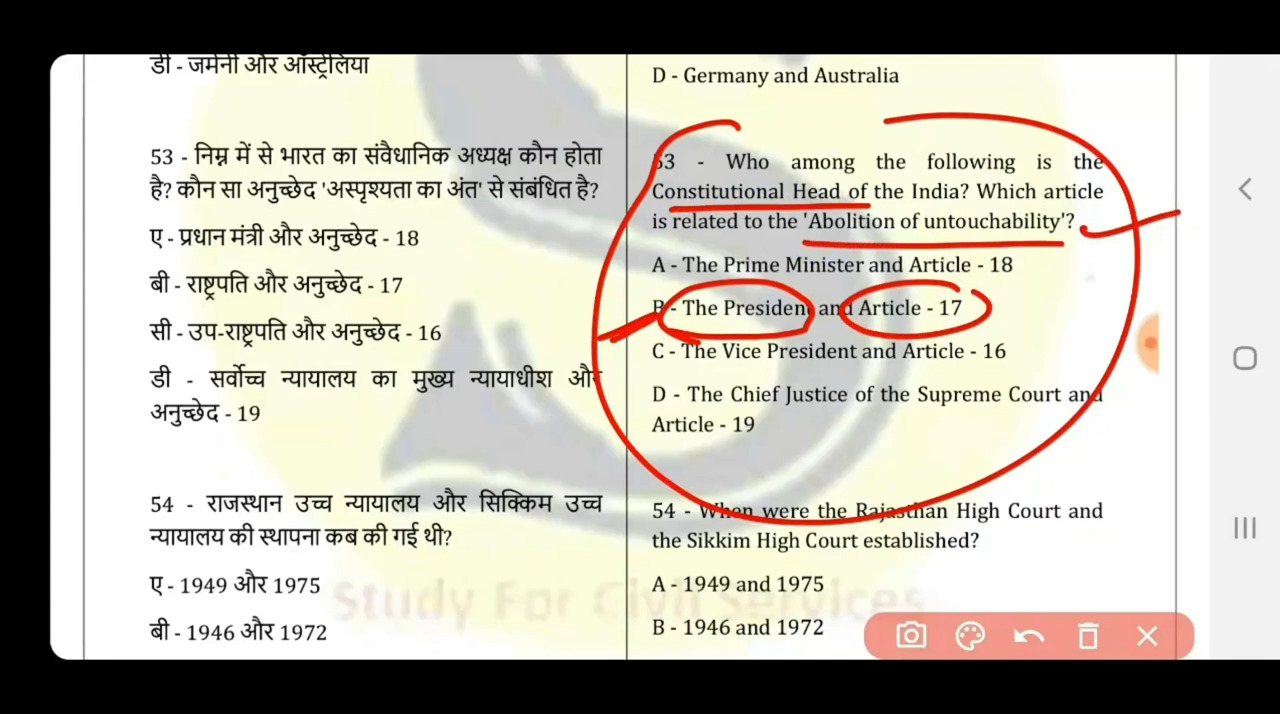 डी - जर्मनी और ऑस्ट्रेलिया
53 - निम्न में से भारत का संवैधानिक अध्यक्ष कौन होता
है? कौन सा अनुच्छेद 'अस्पृश्यता का अंत' से संबंधित है?
ए - प्रधान मंत्री और अनुच्छेद - 18
बी - राष्ट्रपति और अनुच्छेद - 17
सी - उप-राष्ट्रपति और अनुच्छेद - 16
डी - सर्वोच्च न्यायालय का मुख्य न्यायाधीश और
अनुच्छेद - 19
54 - राजस्थान उच्च न्यायालय और सिक्किम उच्च
न्यायालय की स्थापना कब की गई थी?
ए - 1949 और 1975
बी - 1946 और 1972
D - Germany and Australia
53 - Who among the following is the
Constitutional Head of the India? Which article
is related to the 'Abolition of untouchability'?
A - The Prime Minister and Article - 18
B - The President and Article - 17
C - The Vice President and Article - 16
D - The Chief Justice of the Supreme Court and
Article - 19
54 - When were the Rajasthan High Court and
the Sikkim High Court established?
A - 1949 and 1975
B - 1946 and 1972
Study For Civil Services